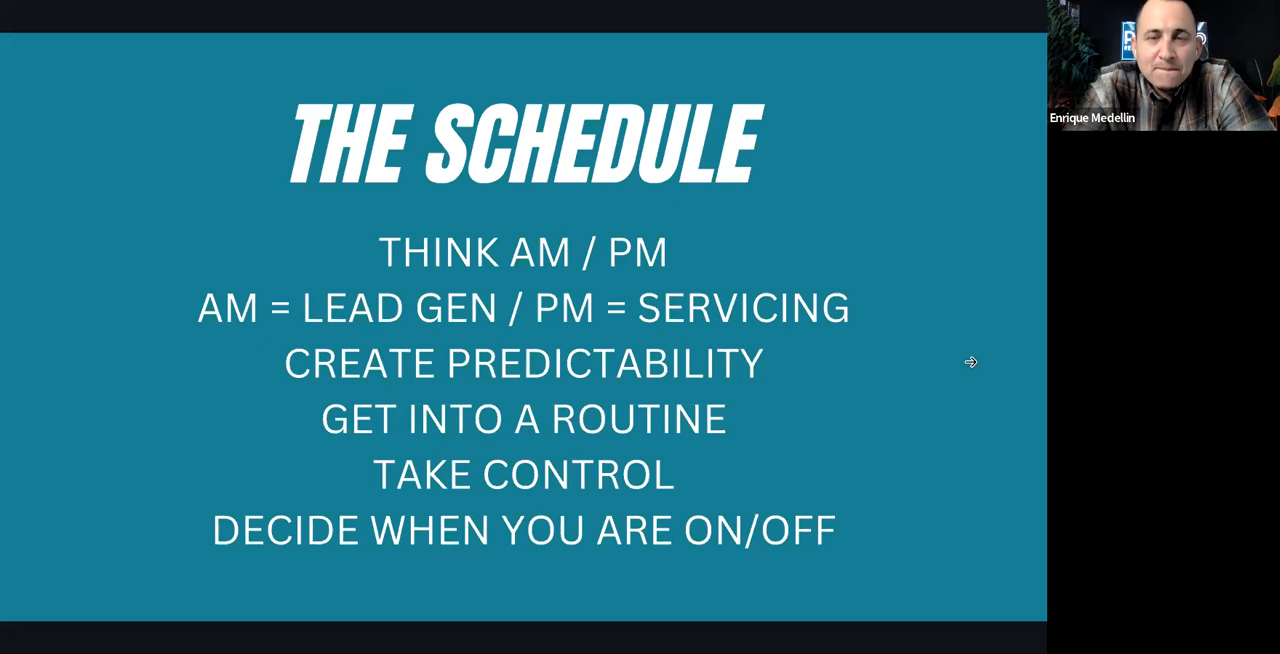 THE SCHEDULE
THINK AM / PM
AM = LEAD GEN / PM = SERVICING
CREATE PREDICTABILITY
GET INTO A ROUTINE
TAKE CONTROL
DECIDE WHEN YOU ARE ON/OFF
Enrique Medellin